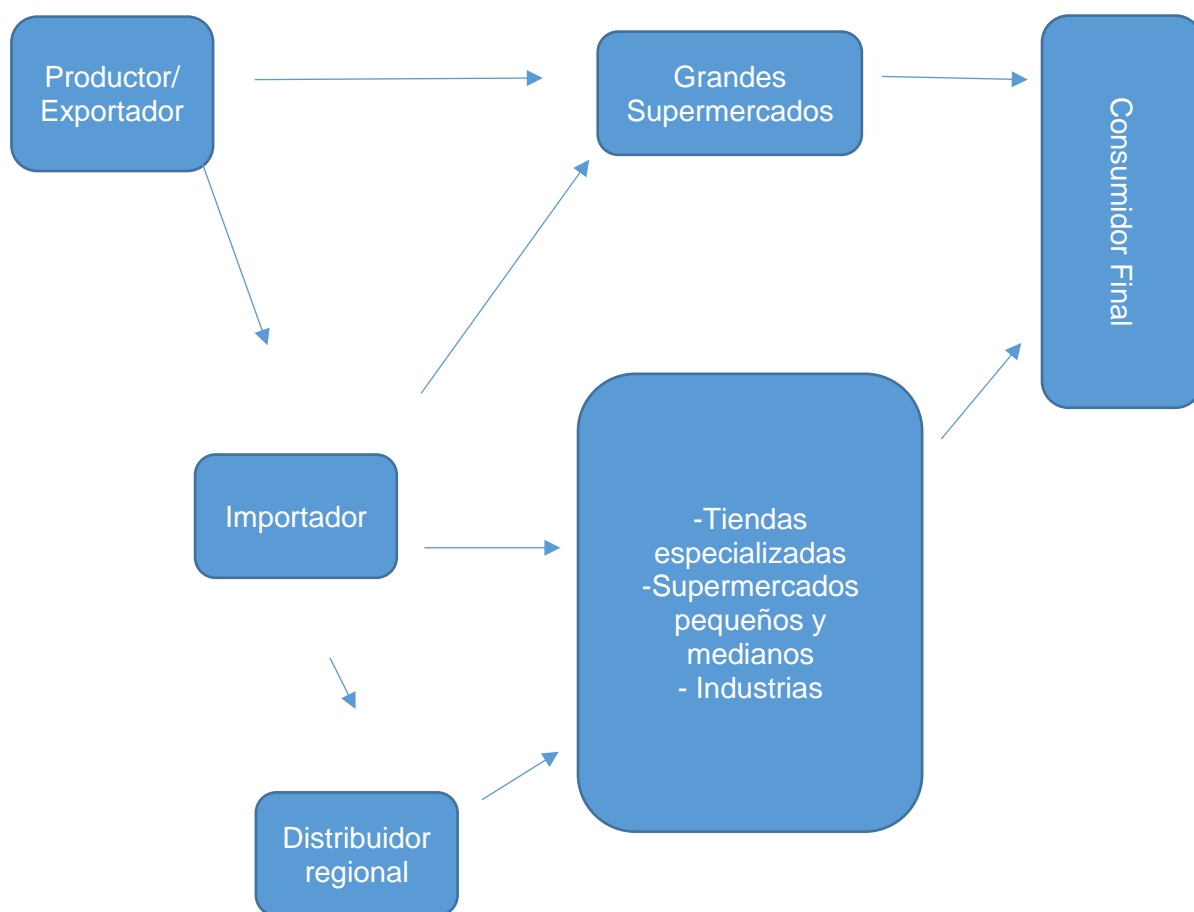 Productor/
Exportador
Grandes
Supermercados
Consumidor Final
Importador
-Tiendas
especializadas
-Supermercados
pequeños y
medianos
- Industrias
Distribuidor
regional